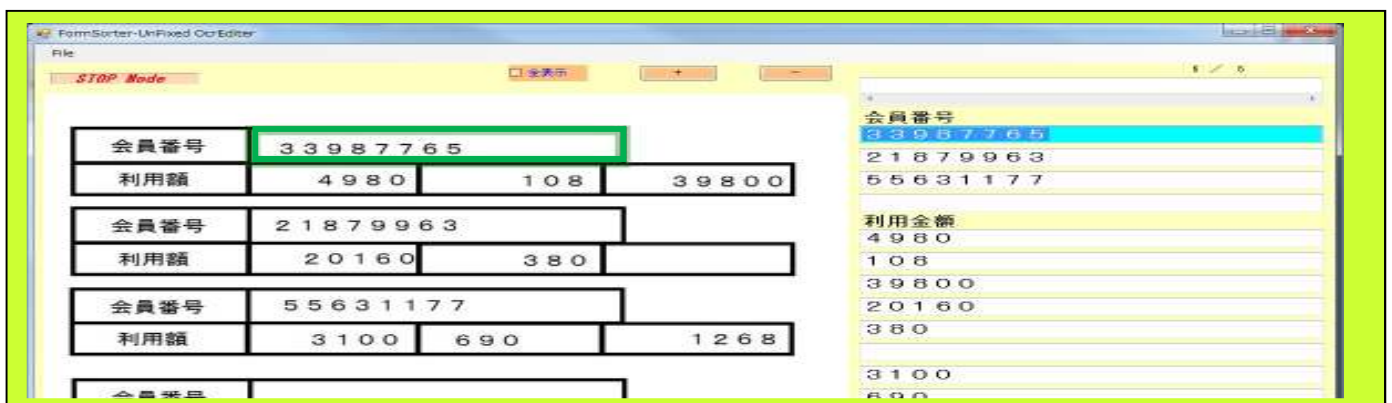 FormSorter-UnFixed OcrEditer
File
STOP Mode
全表示
+
-
5 / 5
会員番号 33987765
利用額 4980 108 39800
会員番号 21879963
利用額 20160 380
会員番号 55631177
利用額 3100 690 1268
会員番号
会員番号
33987765
21879963
55631177
利用金額
4980
108
39800
20160
380
3100
690